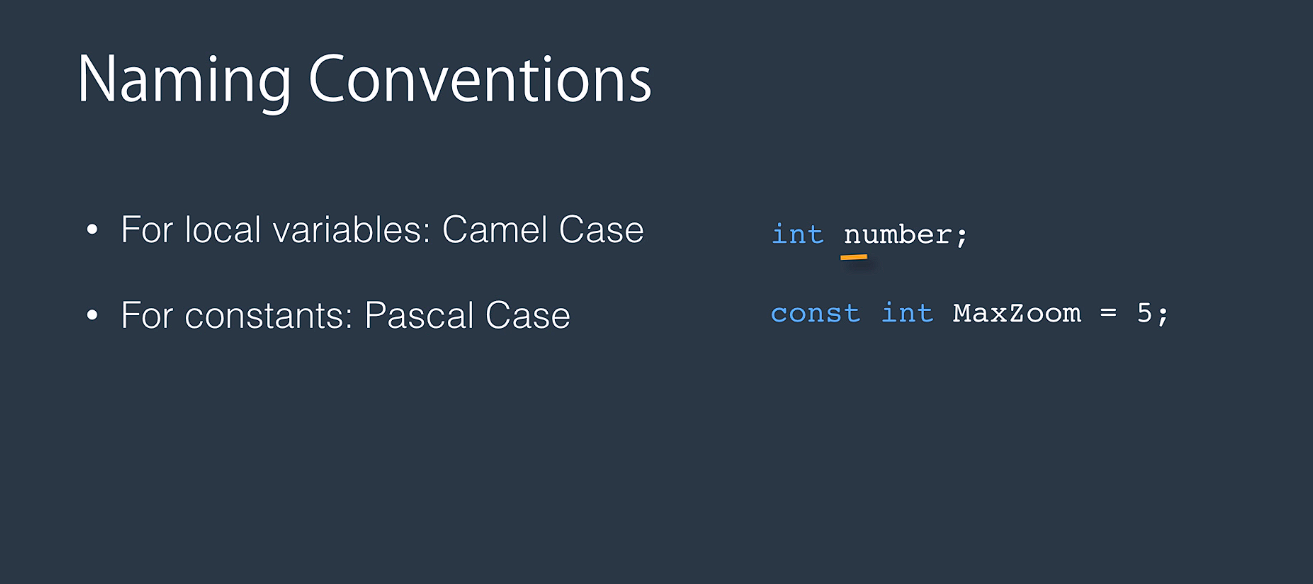 Naming Conventions
• For local variables: Camel Case
int number;
• For constants: Pascal Case
const int MaxZoom = 5;